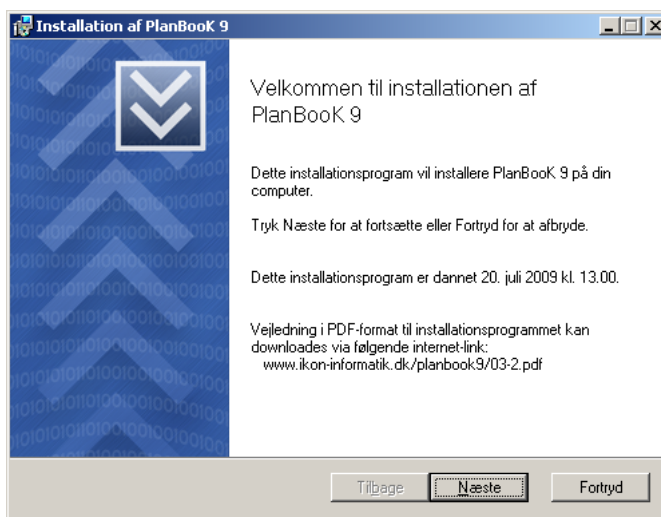 Installation af PlanBooK 9
Velkommen til installationen af
PlanBooK 9
Dette installationsprogram vil installere PlanBooK 9 på din
computer.
Tryk Næste for at fortsætte eller Fortryd for at afbryde.
Dette installationsprogram er dannet 20. juli 2009 kl. 13.00.
Vejledning i PDF-format til installationsprogrammet kan
downloades via følgende internet-link:
www.ikon-informatik.dk/planbook9/03-2.pdf
Tilbage Næste Fortryd